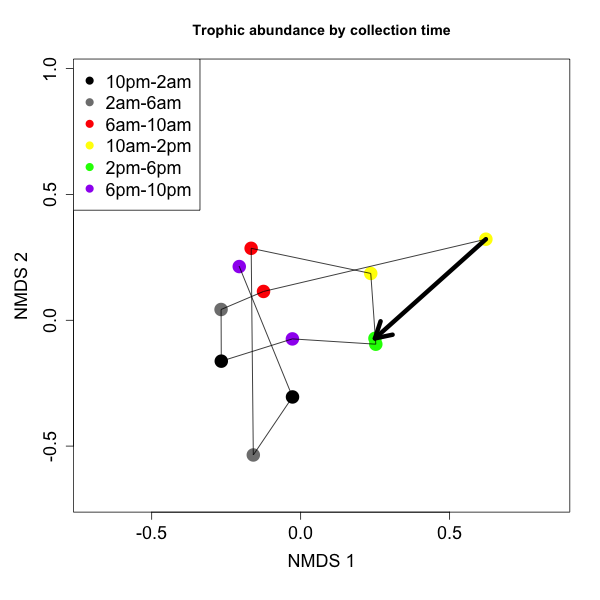 Trophic abundance by collection time
10pm-2am
2am-6am
6am-10am
10am-2pm
2pm-6pm
6pm-10pm
1.0
0.5
0.0
-0.5
NMDS 2
-0.5
0.0
0.5
NMDS 1